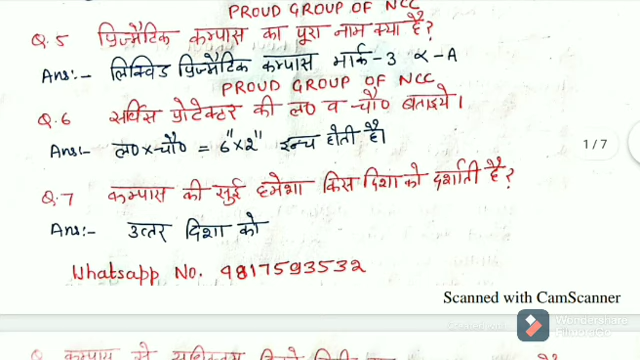 PROUD GROUP OF NCC
Q.5 प्रिज्मैटिक कम्पास का पूरा नाम क्या है?
Ans:- लिक्विड प्रिज्मैटिक कम्पास मार्क-3 α-A
PROUD GROUP OF NCC
Q.6 सर्विस प्रोटेक्टर की ल० व चौ० बताइये।
Ans:- ल०×चौ० = 6"×2" इन्च होती है।
1/7
Q.7 कम्पास की सुई हमेशा किस दिशा को दर्शाती है?
Ans:- उत्तर दिशा को
Whatsapp No. 9817593532
Scanned with CamScanner
Wondershare
Filmora
Q कम्पास से